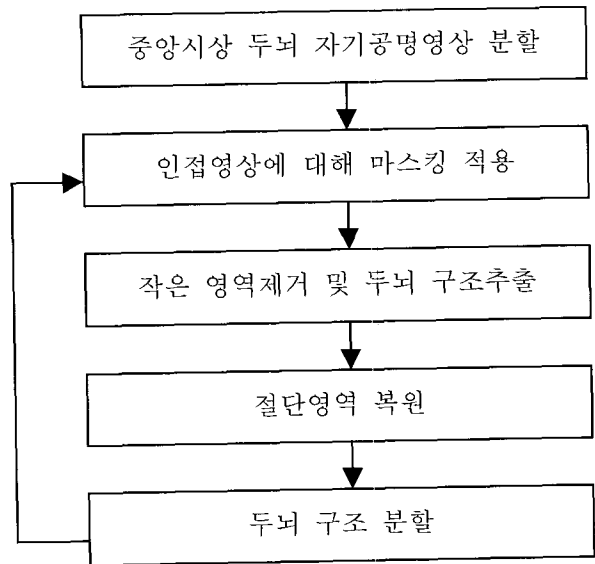 중앙시상 두뇌 자기공명영상 분할
인접영상에 대해 마스킹 적용
작은 영역제거 및 두뇌 구조추출
절단영역 복원
두뇌 구조 분할